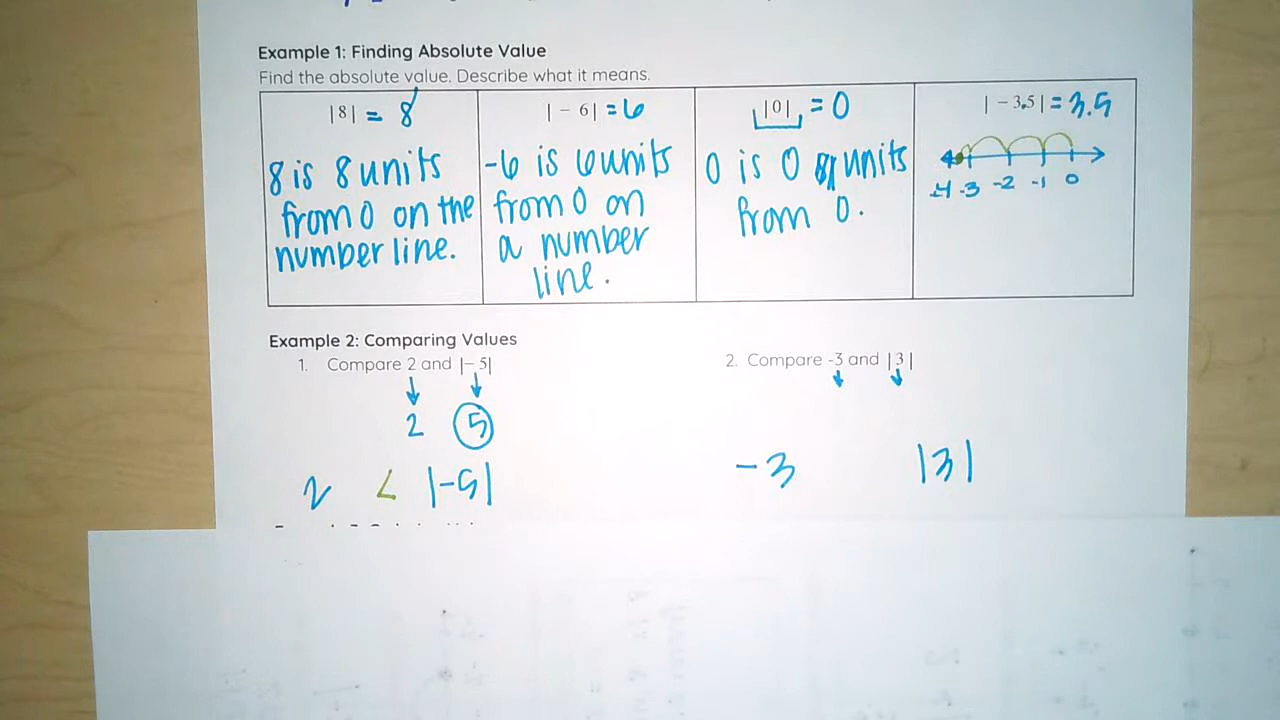 Example 1: Finding Absolute Value
Find the absolute value. Describe what it means.
|8| = 8
8 is 8 units
from 0 on the
number line.
|-6| = 6
-6 is 6 units
from 0 on
a number
line.
|0| = 0
0 is 0 units
from 0.
|-3.5| = 3.5
-4 -3 -2 -1 0
Example 2: Comparing Values
1. Compare 2 and |-5|
2 5
2 < |-5|
2. Compare -3 and |3|
-3 |3|